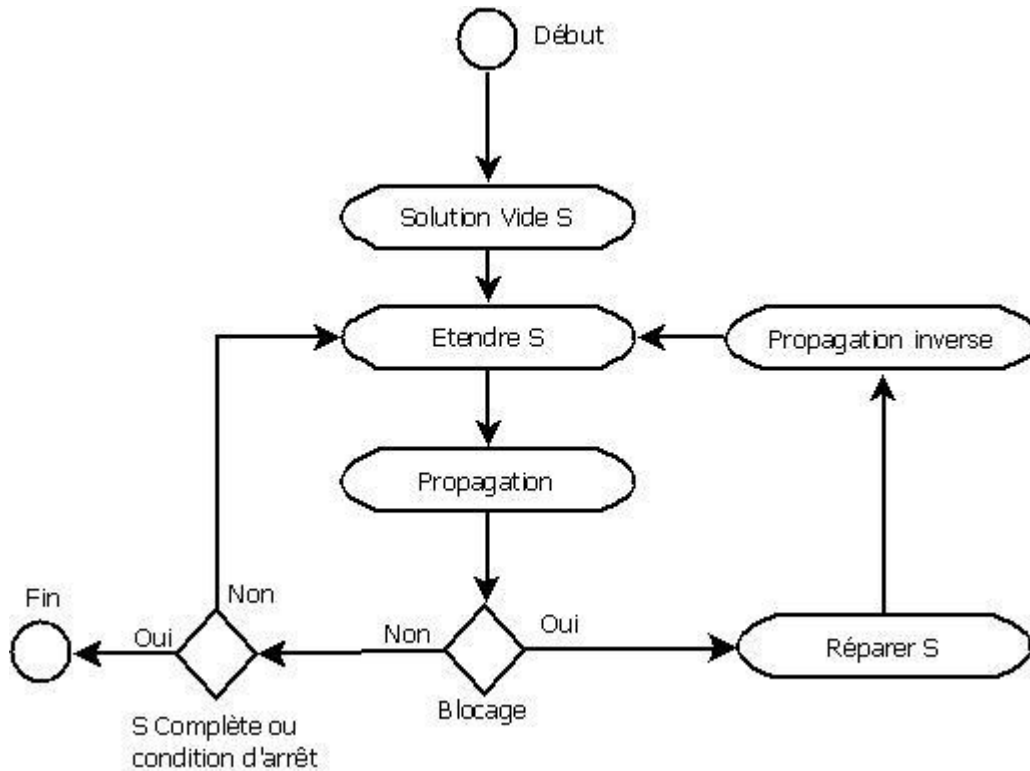 Début
Solution Vide S
Etendre S
Propagation inverse
Propagation
Fin
Non
Oui
Non
Oui
Réparer S
Blocage
S Complète ou
condition d'arrêt